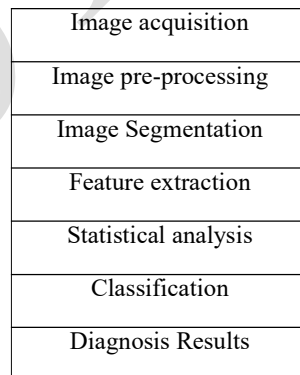 Image acquisition
Image pre-processing
Image Segmentation
Feature extraction
Statistical analysis
Classification
Diagnosis Results